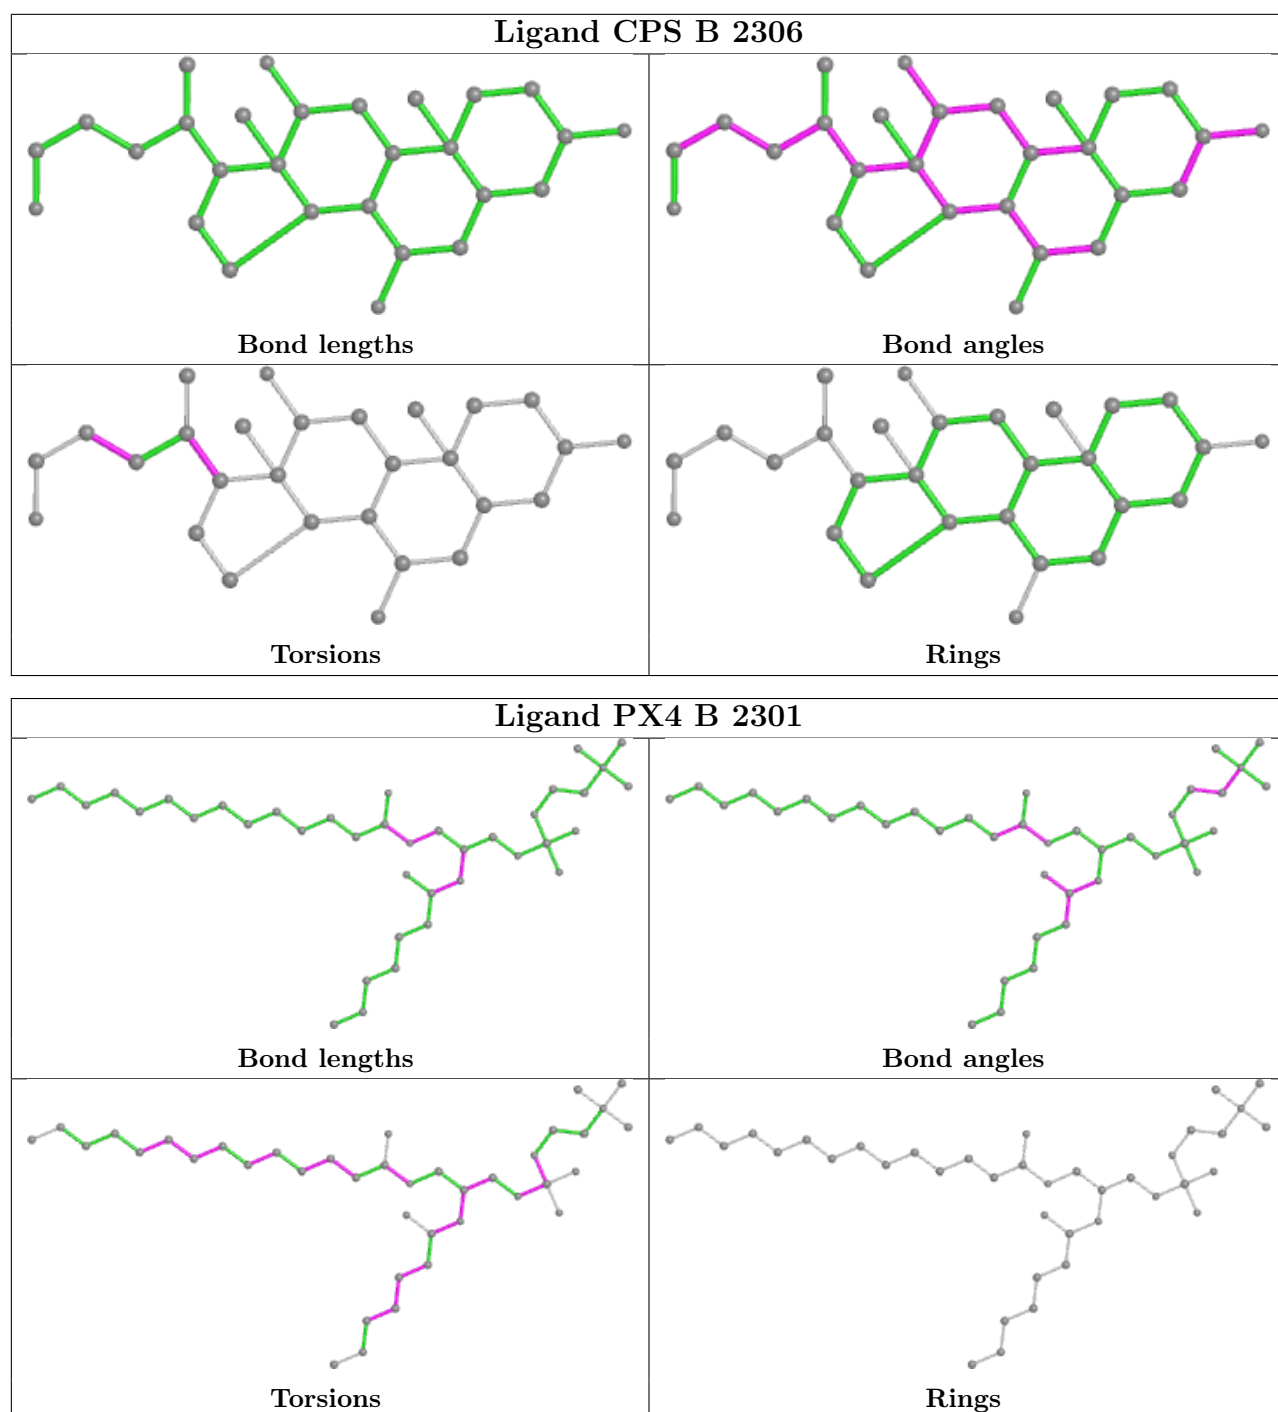 Ligand CPS B 2306
Bond lengths
Bond angles
Torsions
Rings
Ligand PX4 B 2301
Bond lengths
Bond angles
Torsions
Rings